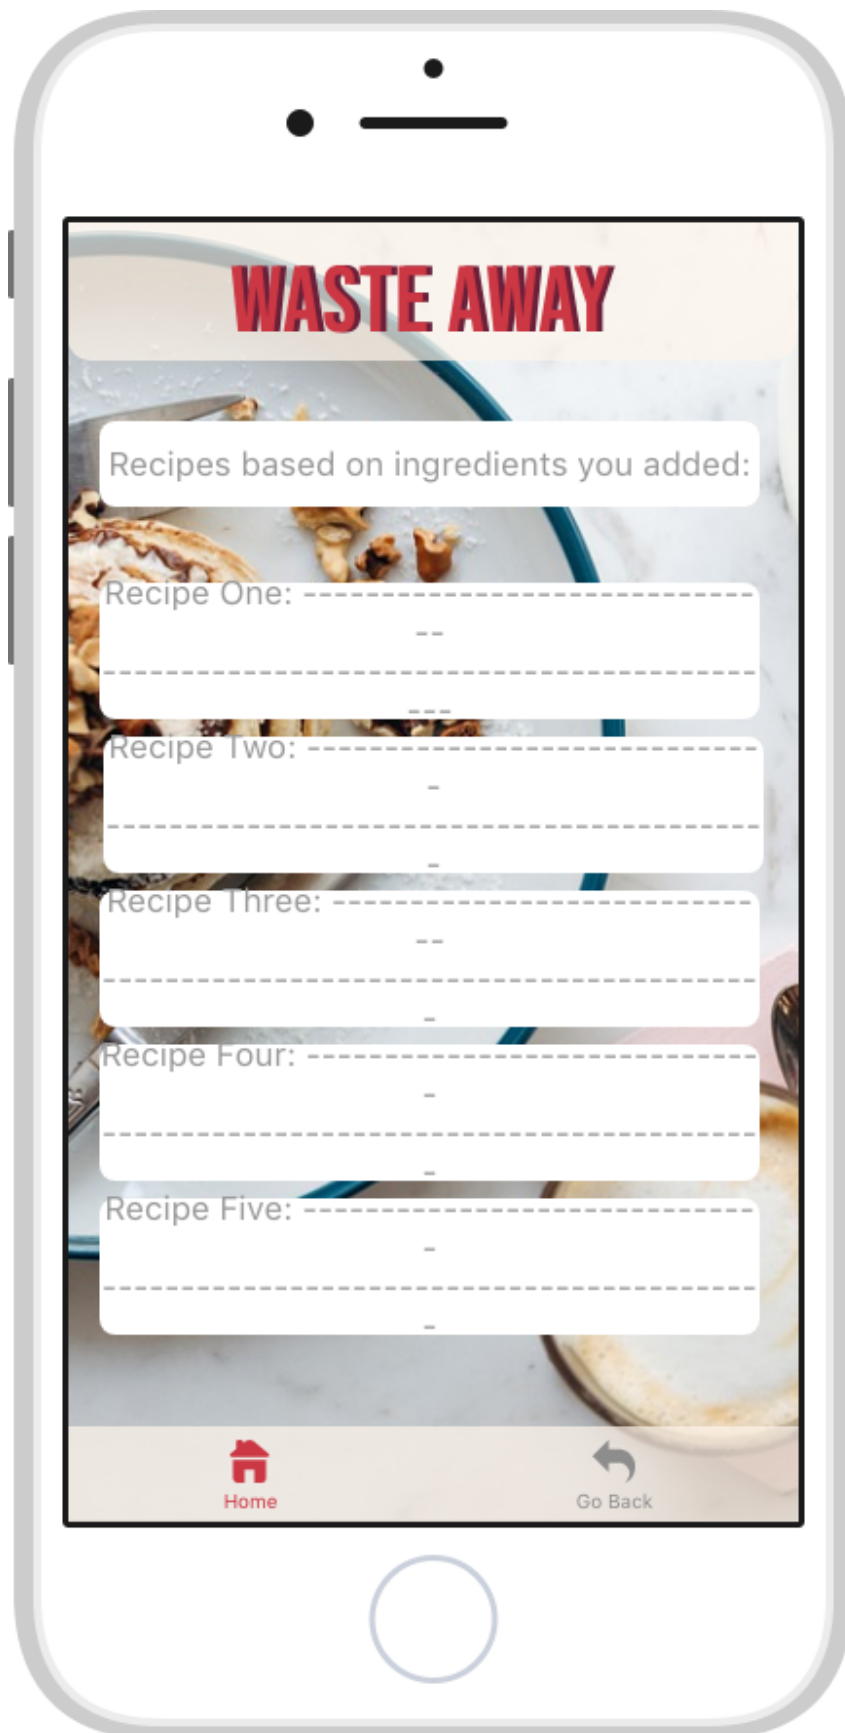 WASTE AWAY
Recipes based on ingredients you added:
Recipe One: -----------------------------
--
------------------------------------------
---
Recipe Two: -----------------------------
-
------------------------------------------
-
Recipe Three: ---------------------------
--
------------------------------------------
-
Recipe Four: -----------------------------
-
------------------------------------------
-
Recipe Five: -----------------------------
-
------------------------------------------
-
Home
Go Back